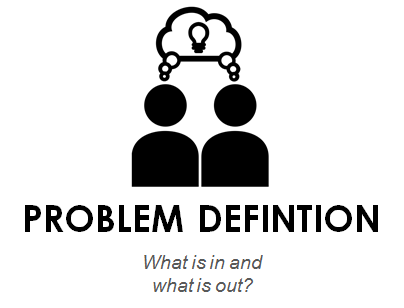 PROBLEM DEFINTION
What is in and
what is out?